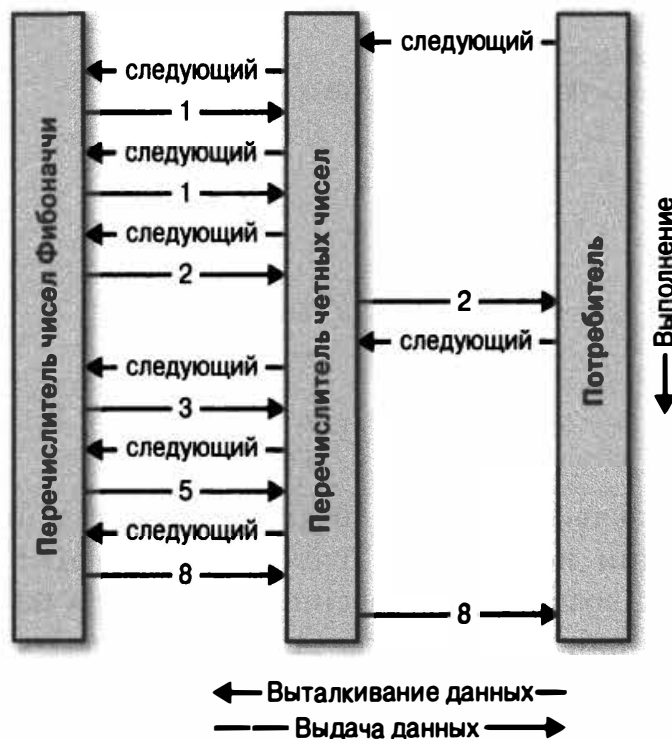 следующий
следующий
1
следующий
1
следующий
2
2
следующий
следующий
3
следующий
5
следующий
8
8
Перечислитель чисел Фибоначчи
Перечислитель четных чисел
Потребитель
Выполнение
Выталкивание данных
Выдача данных